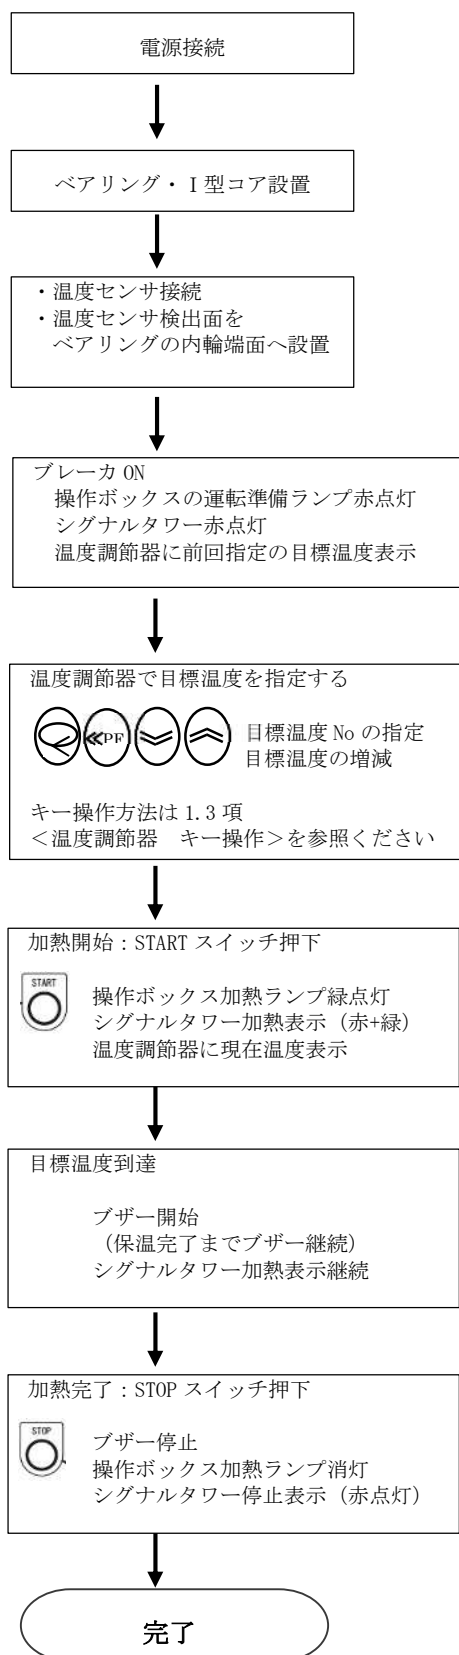 電源接続
ベアリング・Ⅰ型コア設置
・温度センサ接続
・温度センサ検出面を
ベアリングの内輪端面へ設置
ブレーカ ON
操作ボックスの運転準備ランプ赤点灯
シグナルタワー赤点灯
温度調節器に前回指定の目標温度表示
温度調節器で目標温度を指定する
≪PF
目標温度 No の指定
目標温度の増減
キー操作方法は 1.3 項
＜温度調節器　キー操作＞を参照ください
加熱開始：START スイッチ押下
START
操作ボックス加熱ランプ緑点灯
シグナルタワー加熱表示（赤+緑）
温度調節器に現在温度表示
目標温度到達
ブザー開始
（保温完了までブザー継続）
シグナルタワー加熱表示継続
加熱完了：STOP スイッチ押下
STOP
ブザー停止
操作ボックス加熱ランプ消灯
シグナルタワー停止表示（赤点灯）
完了